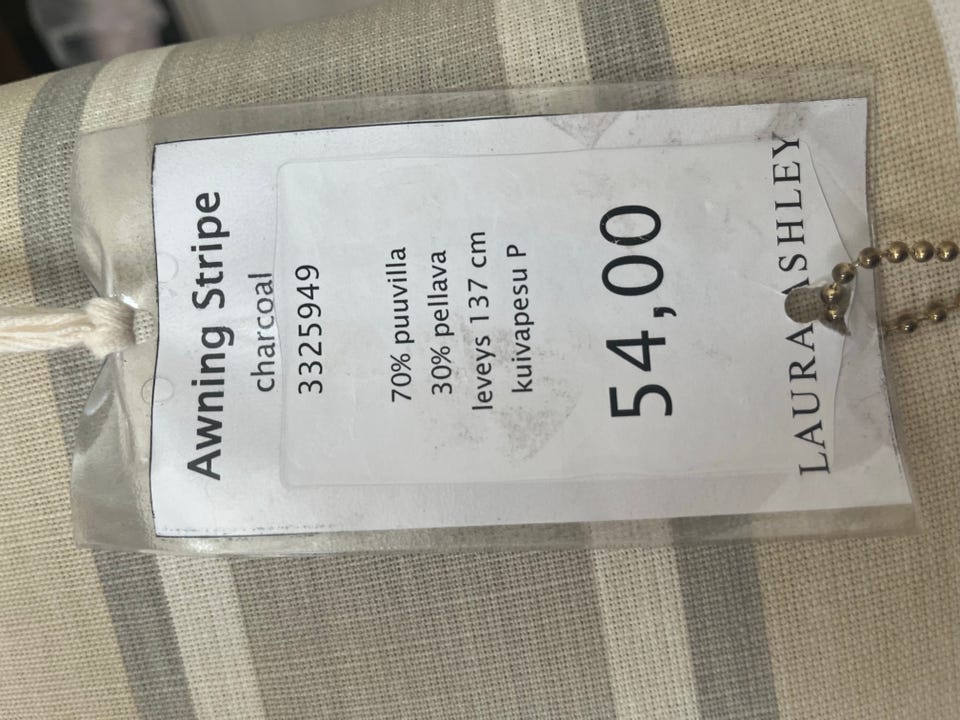 Awning Stripe
charcoal
3325949
70% puuvilla
30% pellava
leveys 137 cm
kuivapesu P
54,00
LAURA ASHLEY